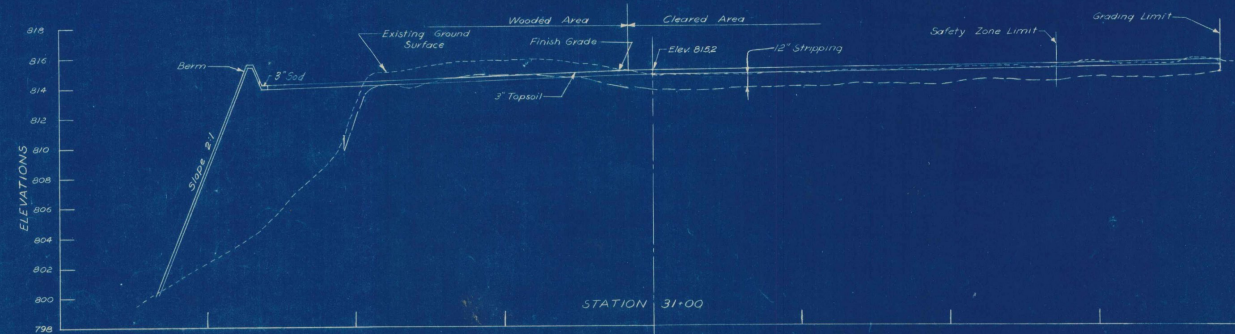 Wooded Area
Cleared Area
Grading Limit
Safety Zone Limit
Existing Ground
Surface
Finish Grade
Elev. 815.2
12" Stripping
Berm
3" Sod
3" Topsoil
Slope 2:1
ELEVATIONS
818
816
814
812
810
808
806
804
802
800
798
STATION 31+00